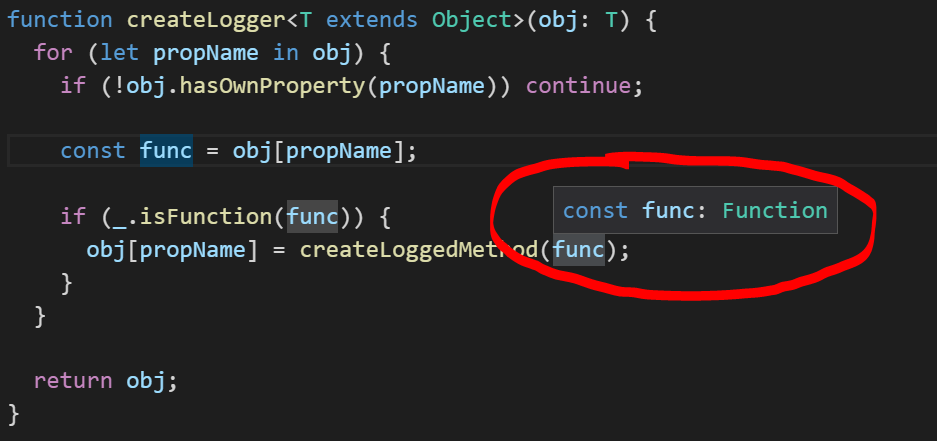 function createLogger<T extends Object>(obj: T) {
  for (let propName in obj) {
    if (!obj.hasOwnProperty(propName)) continue;
    const func = obj[propName];
    if (_.isFunction(func)) {
const func: Function
      obj[propName] = createLoggedMethod(func);
    }
  }
  return obj;
}